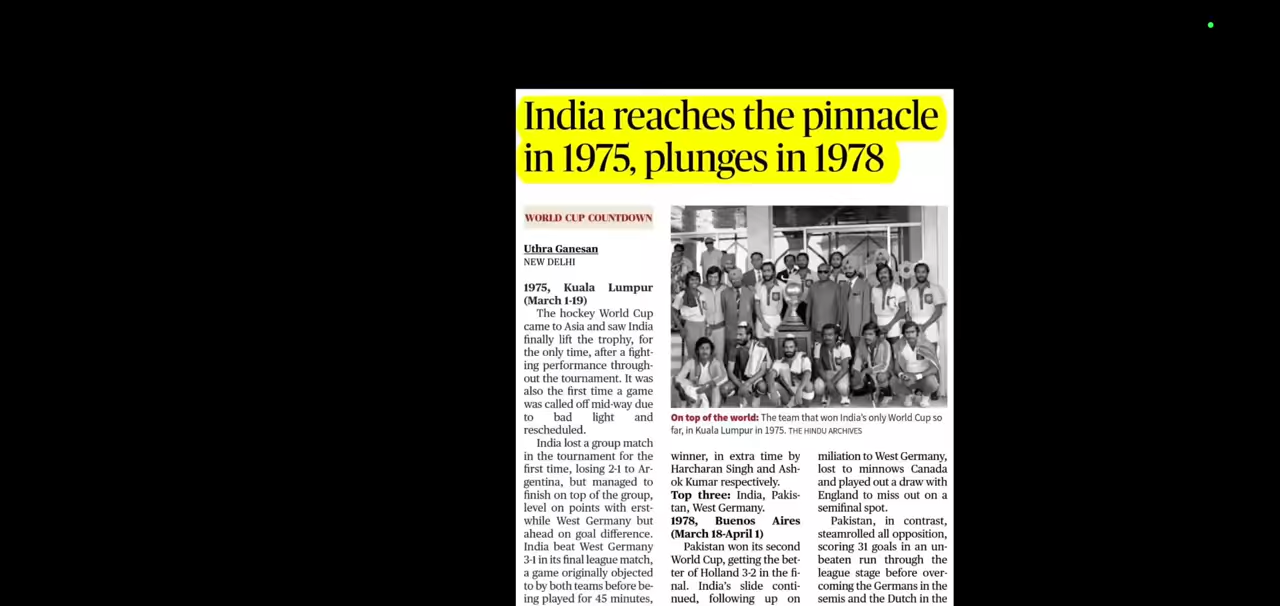 India reaches the pinnacle
in 1975, plunges in 1978
WORLD CUP COUNTDOWN
Uthra Ganesan
NEW DELHI
1975, Kuala Lumpur
(March 1-19)
The hockey World Cup
came to Asia and saw India
finally lift the trophy, for
the only time, after a fight-
ing performance through-
out the tournament. It was
also the first time a game
was called off mid-way due
to bad light and
rescheduled.
India lost a group match
in the tournament for the
first time, losing 2-1 to Ar-
gentina, but managed to
finish on top of the group,
level on points with erst-
while West Germany but
ahead on goal difference.
India beat West Germany
3-1 in its final league match,
a game originally objected
to by both teams before be-
ing played for 45 minutes,
On top of the world: The team that won India's only World Cup so
far, in Kuala Lumpur in 1975. THE HINDU ARCHIVES
winner, in extra time by
Harcharan Singh and Ash-
ok Kumar respectively.
Top three: India, Pakis-
tan, West Germany.
1978, Buenos Aires
(March 18-April 1)
Pakistan won its second
World Cup, getting the bet-
ter of Holland 3-2 in the fi-
nal. India's slide conti-
nued, following up on
miliation to West Germany,
lost to minnows Canada
and played out a draw with
England to miss out on a
semifinal spot.
Pakistan, in contrast,
steamrolled all opposition,
scoring 31 goals in an un-
beaten run through the
league stage before over-
coming the Germans in the
semis and the Dutch in the